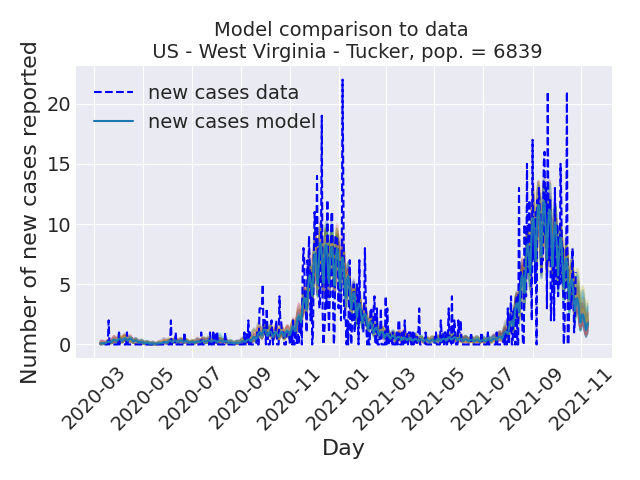 Model comparison to data
US - West Virginia - Tucker, pop. = 6839
Number of new cases reported
20
15
10
5
0
new cases data
new cases model
2020-03
2020-05
2020-07
2020-09
2020-11
2021-01
2021-03
2021-05
2021-07
2021-09
2021-11
Day